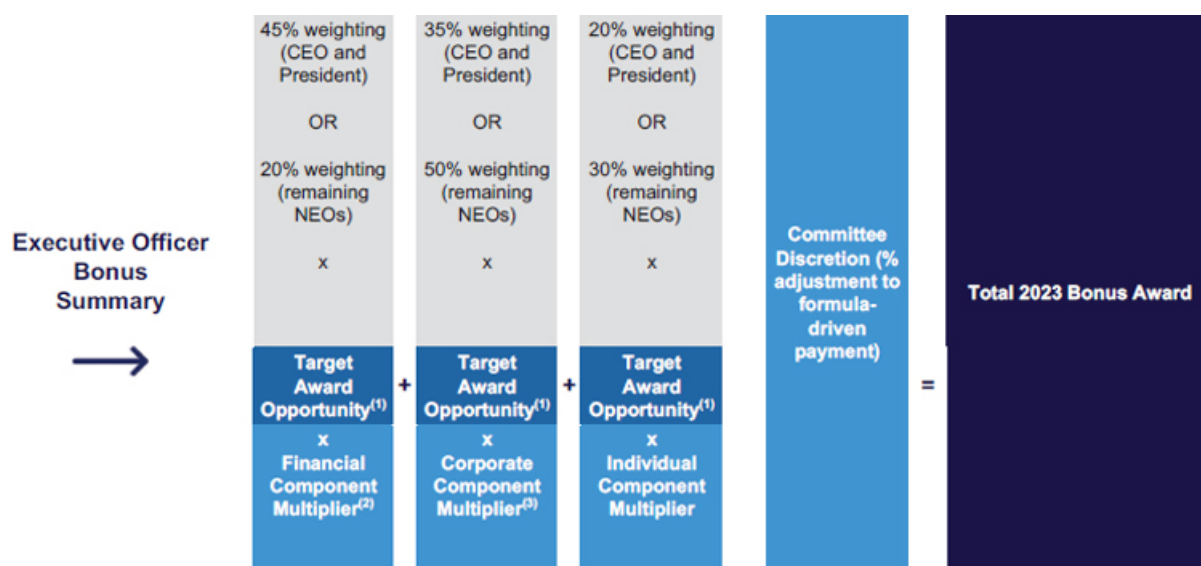 Executive Officer
Bonus
Summary
45% weighting
(CEO and
President)
OR
20% weighting
(remaining
NEOs)
x
Target
Award
Opportunity(1)
x
Financial
Component
Multiplier(2)
+
35% weighting
(CEO and
President)
OR
50% weighting
(remaining
NEOs)
x
Target
Award
Opportunity(1)
x
Corporate
Component
Multiplier(3)
+
20% weighting
(CEO and
President)
OR
30% weighting
(remaining
NEOs)
x
Target
Award
Opportunity(1)
x
Individual
Component
Multiplier
Committee
Discretion (%
adjustment to
formula-
driven
payment)
=
Total 2023 Bonus Award